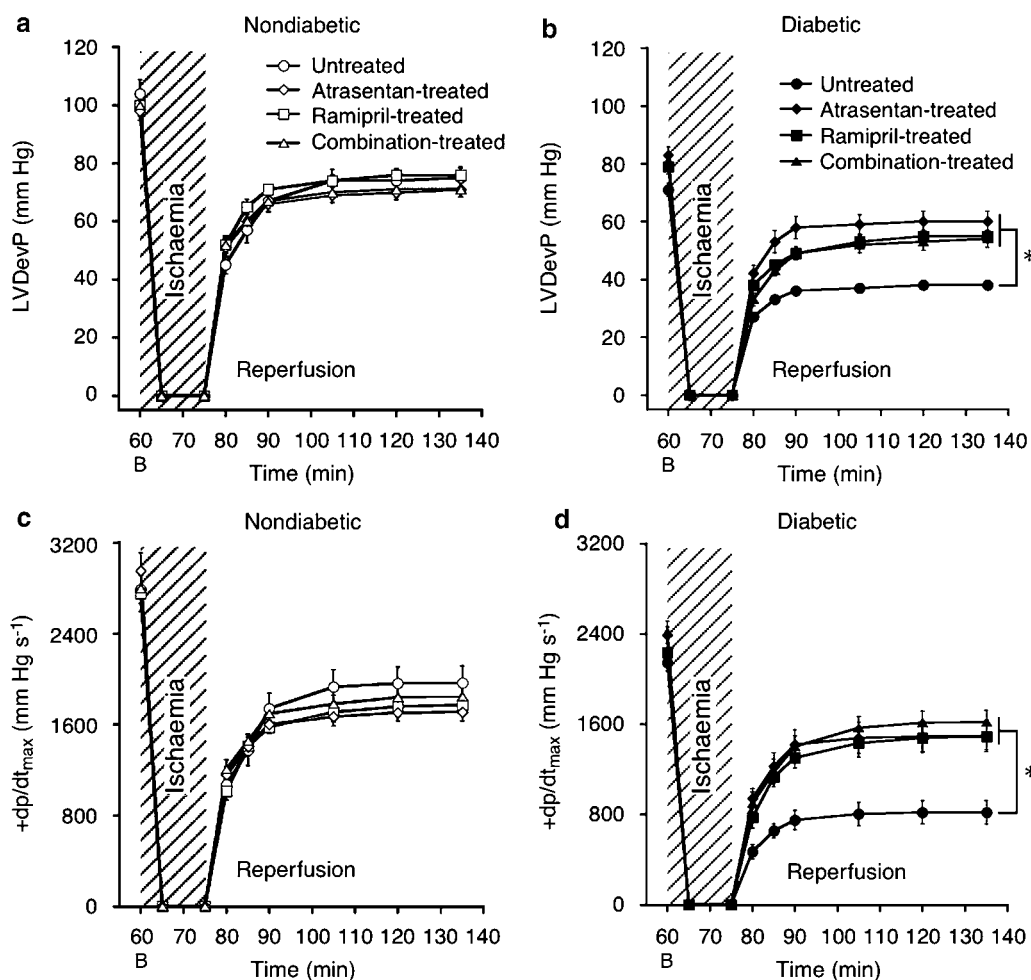 a
Nondiabetic
120
100
80
60
40
20
0
LVDevP (mm Hg)
Untreated
Atrasentan-treated
Ramipril-treated
Combination-treated
Ischaemia
Reperfusion
60 70 80 90 100 110 120 130 140
B
Time (min)
b
Diabetic
120
100
80
60
40
20
0
LVDevP (mm Hg)
Untreated
Atrasentan-treated
Ramipril-treated
Combination-treated
Ischaemia
*
Reperfusion
60 70 80 90 100 110 120 130 140
B
Time (min)
c
Nondiabetic
3200
2400
1600
800
0
+dp/dtmax (mm Hg s⁻¹)
Ischaemia
Reperfusion
60 70 80 90 100 110 120 130 140
B
Time (min)
d
Diabetic
3200
2400
1600
800
0
+dp/dtmax (mm Hg s⁻¹)
Ischaemia
*
Reperfusion
60 70 80 90 100 110 120 130 140
B
Time (min)